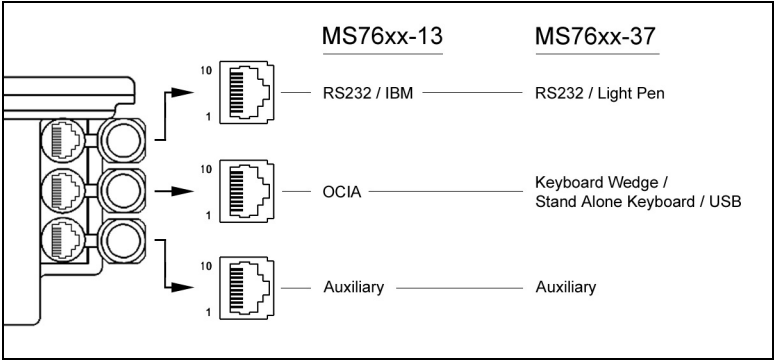 MS76xx-13 MS76xx-37
10
1
RS232 / IBM RS232 / Light Pen
10
1
OCIA Keyboard Wedge /
Stand Alone Keyboard / USB
10
1
Auxiliary Auxiliary